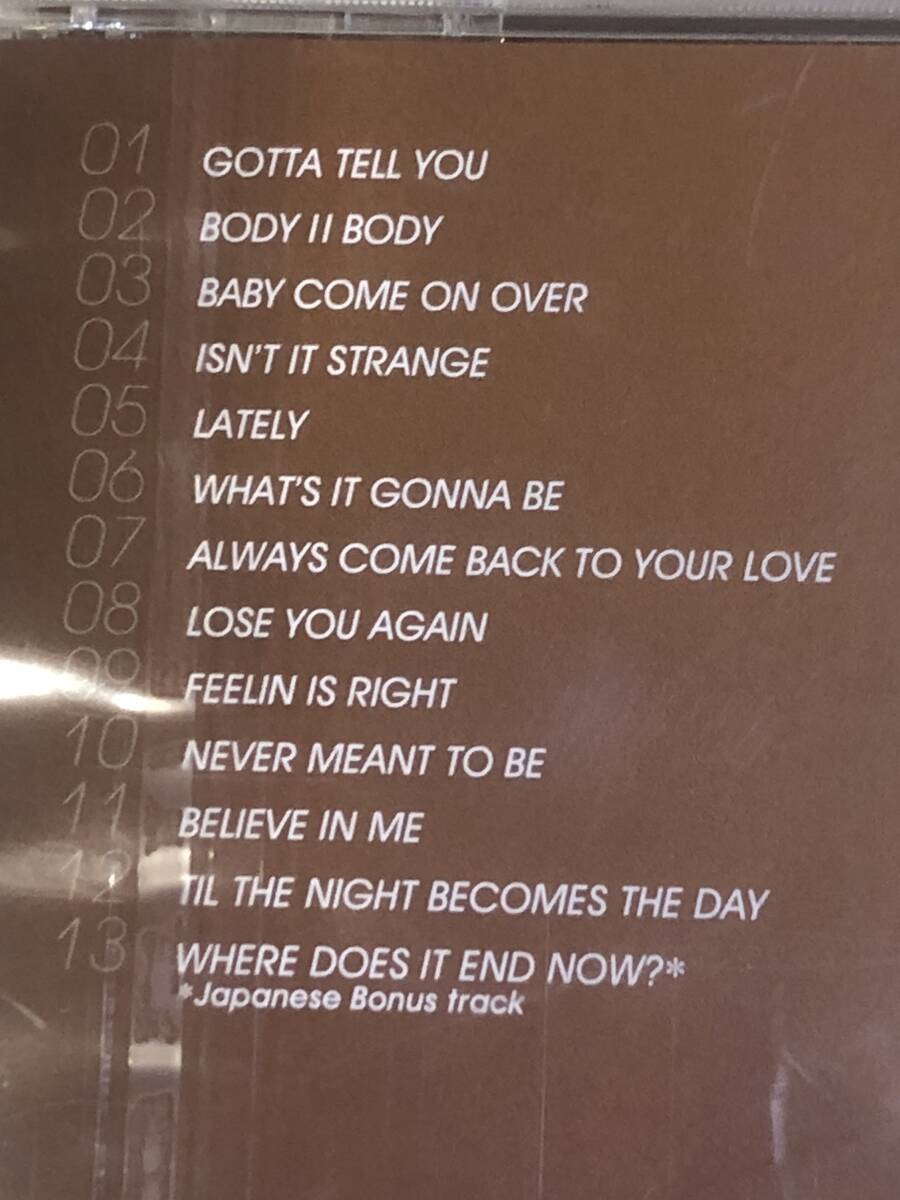 01 GOTTA TELL YOU
02 BODY II BODY
03 BABY COME ON OVER
04 ISN'T IT STRANGE
05 LATELY
06 WHAT'S IT GONNA BE
07 ALWAYS COME BACK TO YOUR LOVE
08 LOSE YOU AGAIN
09 FEELIN IS RIGHT
10 NEVER MEANT TO BE
11 BELIEVE IN ME
12 TIL THE NIGHT BECOMES THE DAY
13 WHERE DOES IT END NOW?*
*Japanese Bonus track